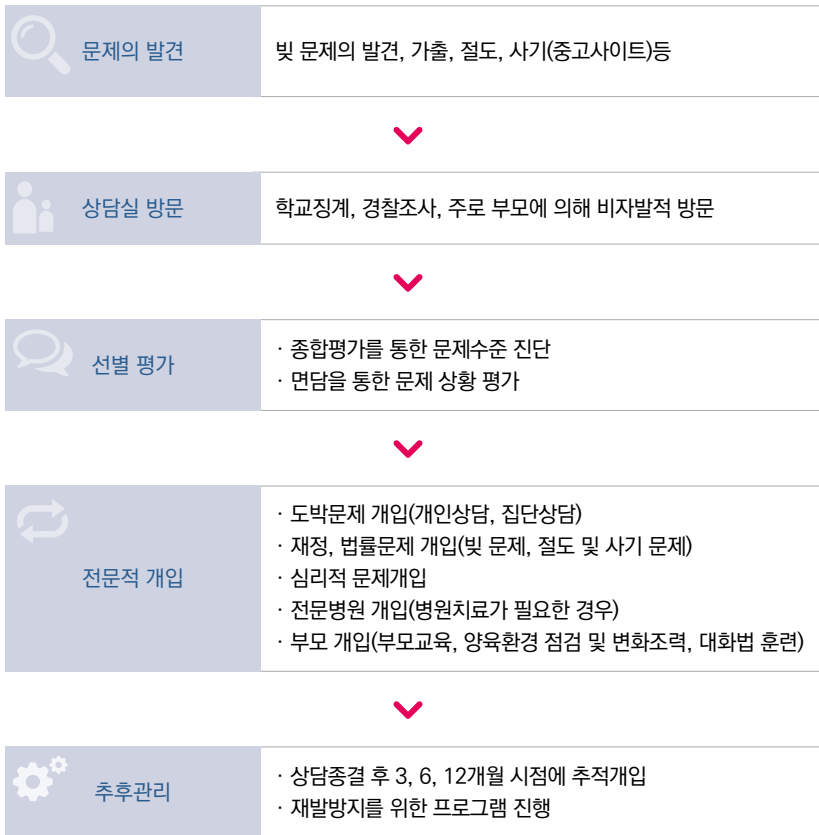 문제의 발견
빚 문제의 발견, 가출, 절도, 사기(중고사이트)등
상담실 방문
학교징계, 경찰조사, 주로 부모에 의해 비자발적 방문
선별 평가
· 종합평가를 통한 문제수준 진단
· 면담을 통한 문제 상황 평가
전문적 개입
· 도박문제 개입(개인상담, 집단상담)
· 재정, 법률문제 개입(빚 문제, 절도 및 사기 문제)
· 심리적 문제개입
· 전문병원 개입(병원치료가 필요한 경우)
· 부모 개입(부모교육, 양육환경 점검 및 변화조력, 대화법 훈련)
추후관리
· 상담종결 후 3, 6, 12개월 시점에 추적개입
· 재발방지를 위한 프로그램 진행